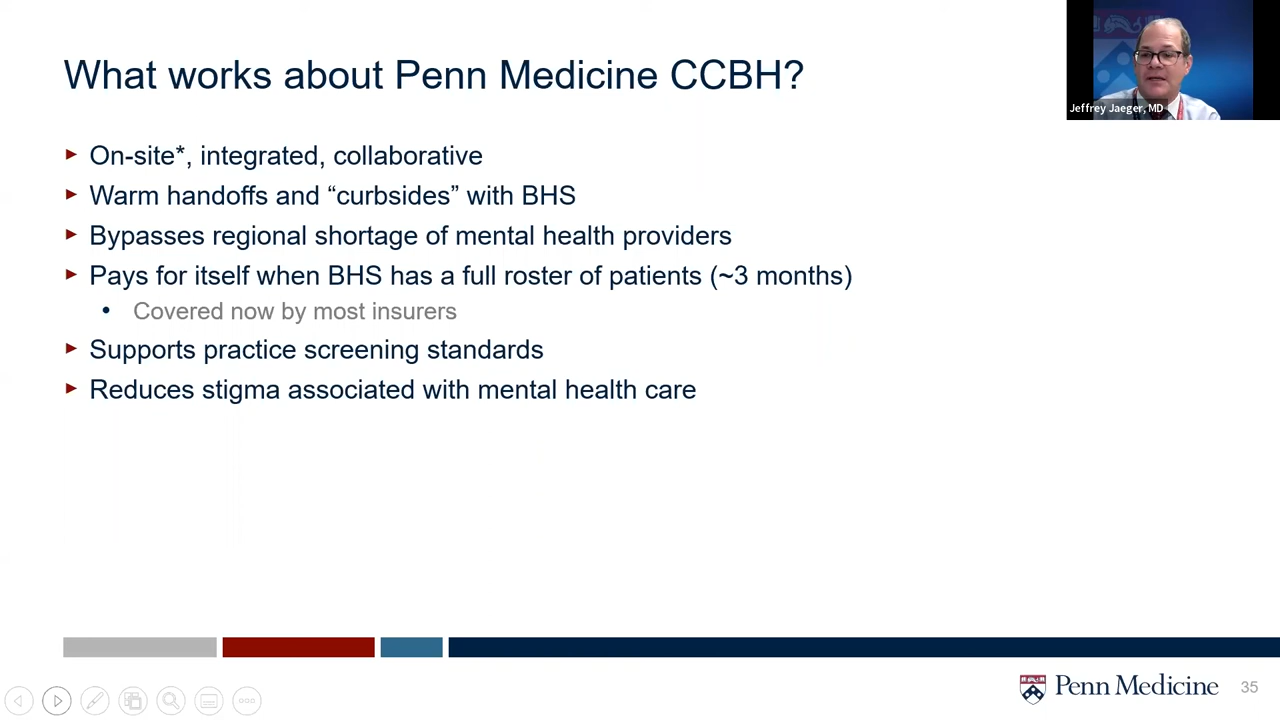 What works about Penn Medicine CCBH?
Jeffrey Jaeger, MD
On-site*, integrated, collaborative
Warm handoffs and “curbsides” with BHS
Bypasses regional shortage of mental health providers
Pays for itself when BHS has a full roster of patients (~3 months)
Covered now by most insurers
Supports practice screening standards
Reduces stigma associated with mental health care
Penn Medicine
35